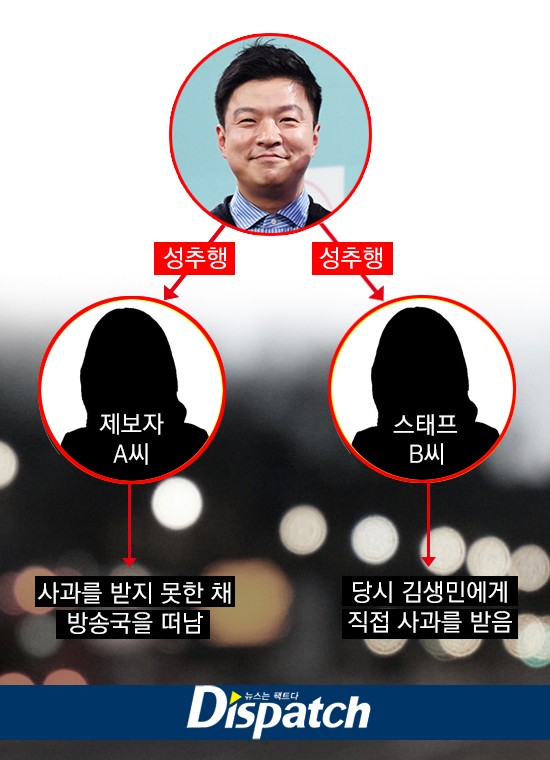 성추행
성추행
제보자
A씨
스태프
B씨
사과를 받지 못한 채
방송국을 떠남
당시 김생민에게
직접 사과를 받음
뉴스는 팩트다
Dispatch